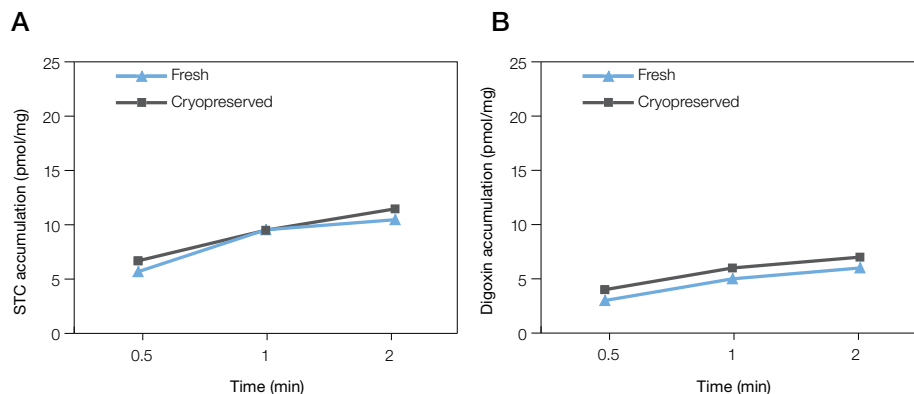 A
25
20
15
10
5
0
STC accumulation (pmol/mg)
Fresh
Cryopreserved
0.5 1 2
Time (min)
B
25
20
15
10
5
0
Digoxin accumulation (pmol/mg)
Fresh
Cryopreserved
0.5 1 2
Time (min)